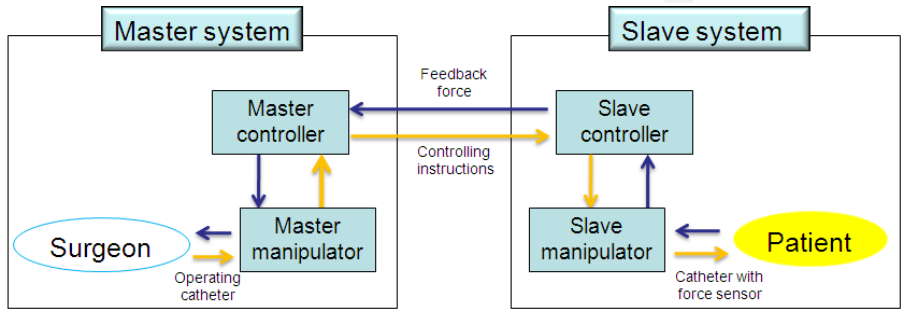 Master system
Slave system
Feedback
force
Master
controller
Slave
controller
Controlling
instructions
Surgeon
Master
manipulator
Slave
manipulator
Patient
Operating
catheter
Catheter with
force sensor